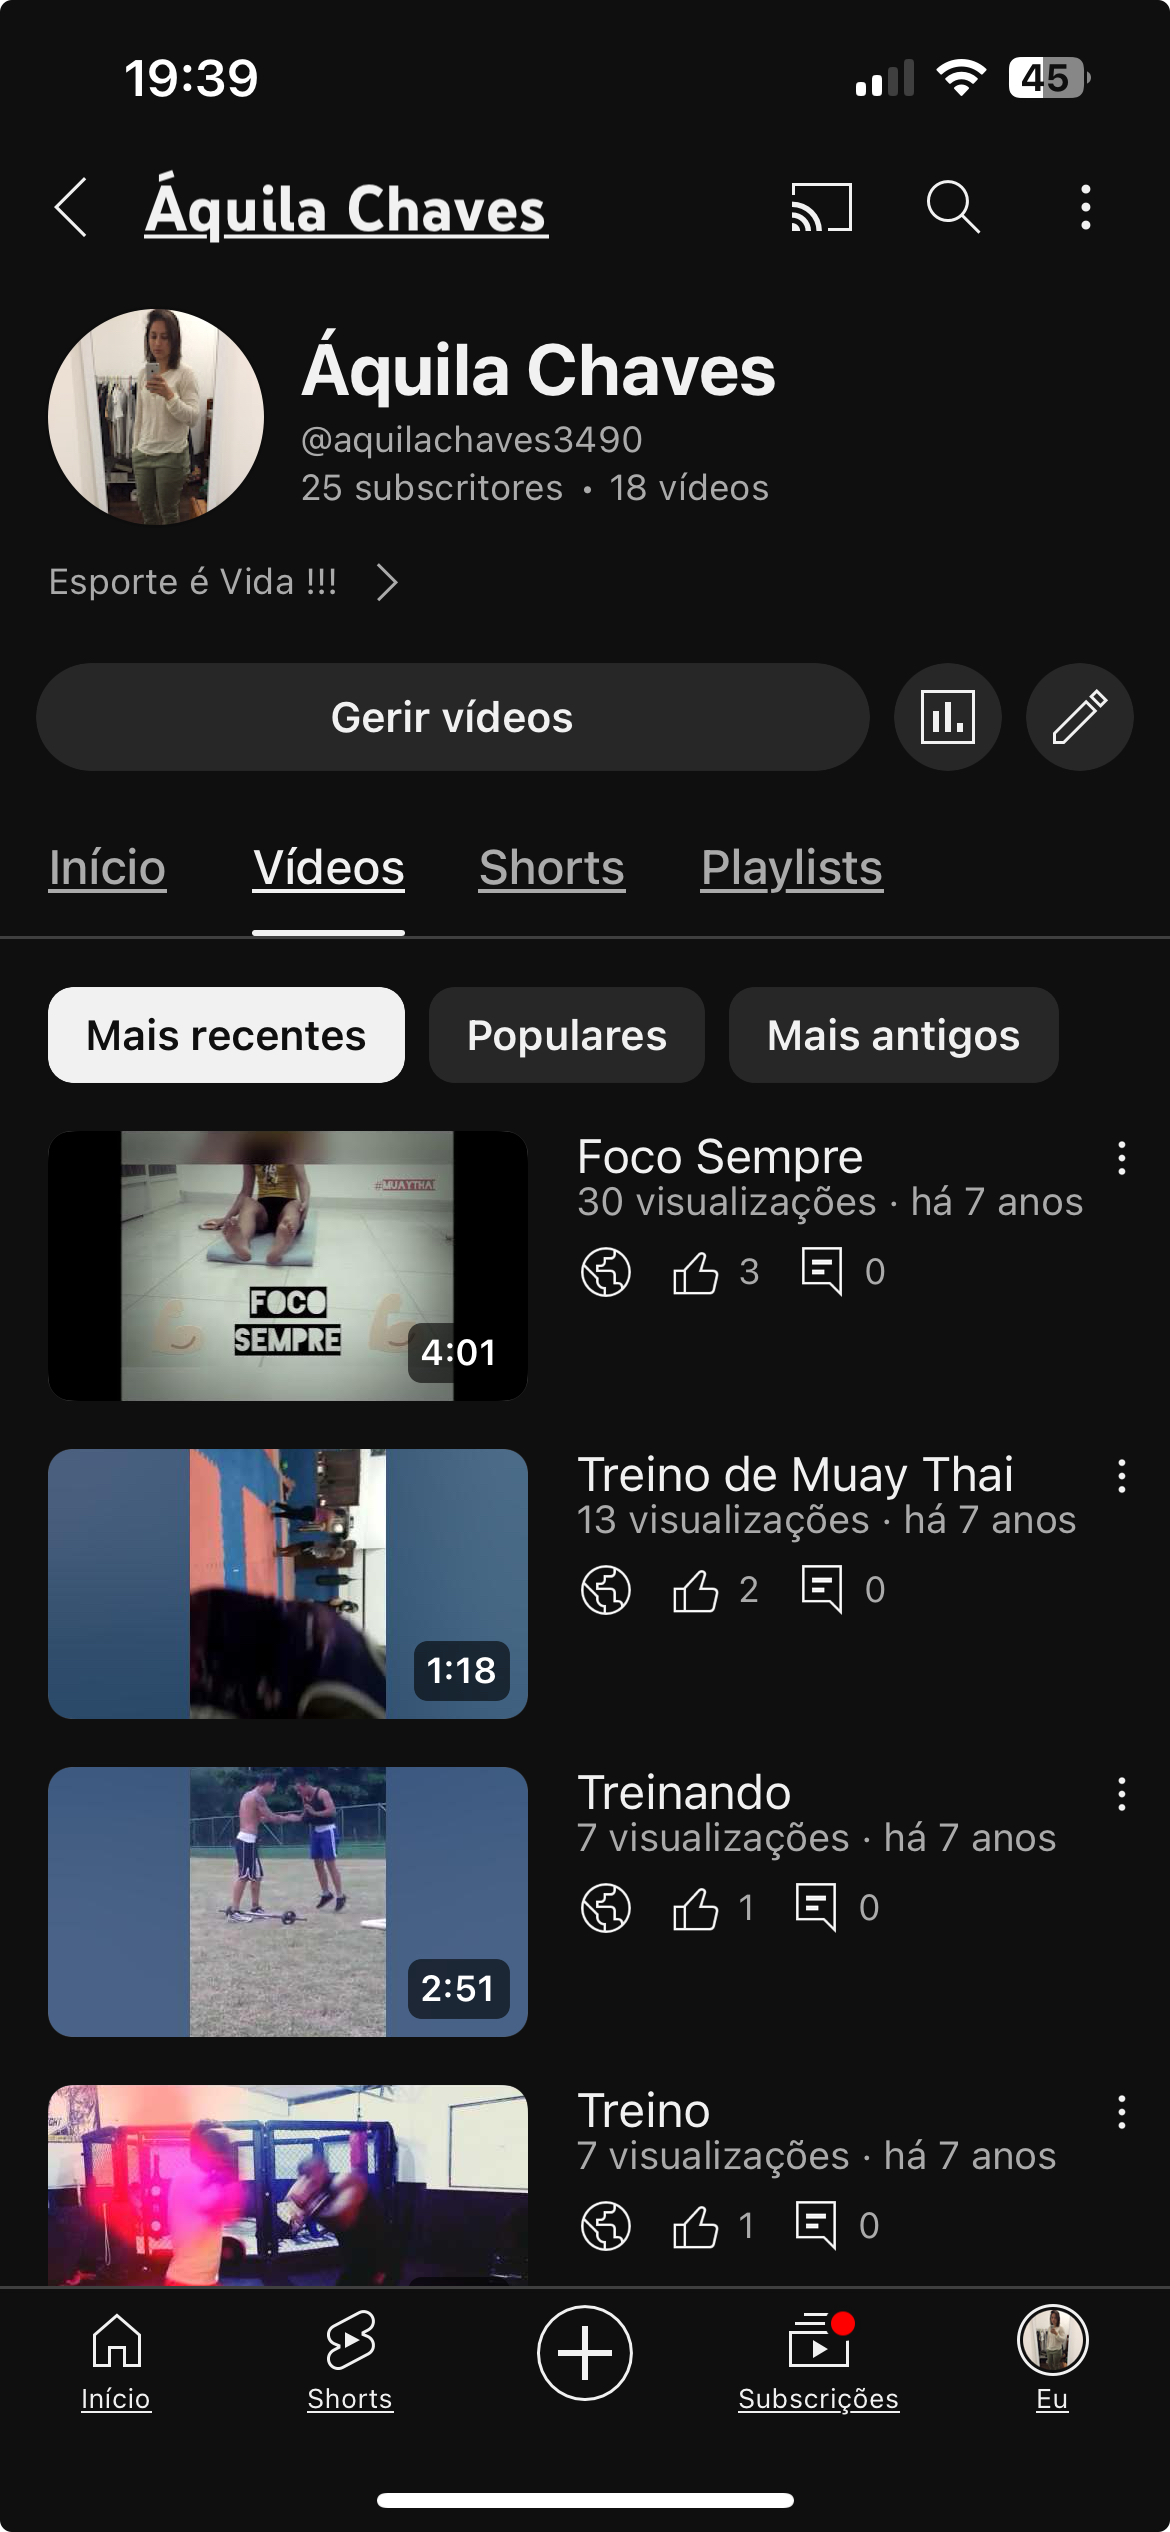 19:39
45
Áquila Chaves
Áquila Chaves
@aquilachaves3490
25 subscritores • 18 vídeos
Esporte é Vida !!!
Gerir vídeos
Início Vídeos Shorts Playlists
Mais recentes Populares Mais antigos
#MUAYTHAI
FOCO
SEMPRE
4:01
Foco Sempre
30 visualizações · há 7 anos
3 0
1:18
Treino de Muay Thai
13 visualizações · há 7 anos
2 0
2:51
Treinando
7 visualizações · há 7 anos
1 0
Treino
7 visualizações · há 7 anos
1 0
Início Shorts Subscrições Eu